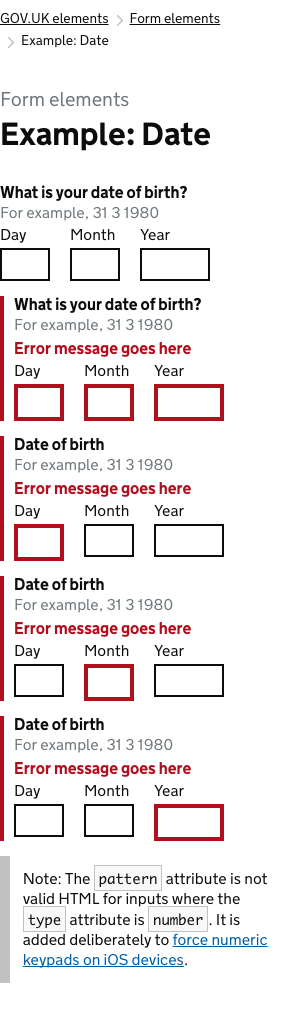 GOV.UK elements Form elements
Example: Date
Form elements
Example: Date
What is your date of birth?
For example, 31 3 1980
Day Month Year
What is your date of birth?
For example, 31 3 1980
Error message goes here
Day Month Year
Date of birth
For example, 31 3 1980
Error message goes here
Day Month Year
Date of birth
For example, 31 3 1980
Error message goes here
Day Month Year
Date of birth
For example, 31 3 1980
Error message goes here
Day Month Year
Note: The pattern attribute is not
valid HTML for inputs where the
type attribute is number. It is
added deliberately to force numeric
keypads on iOS devices.